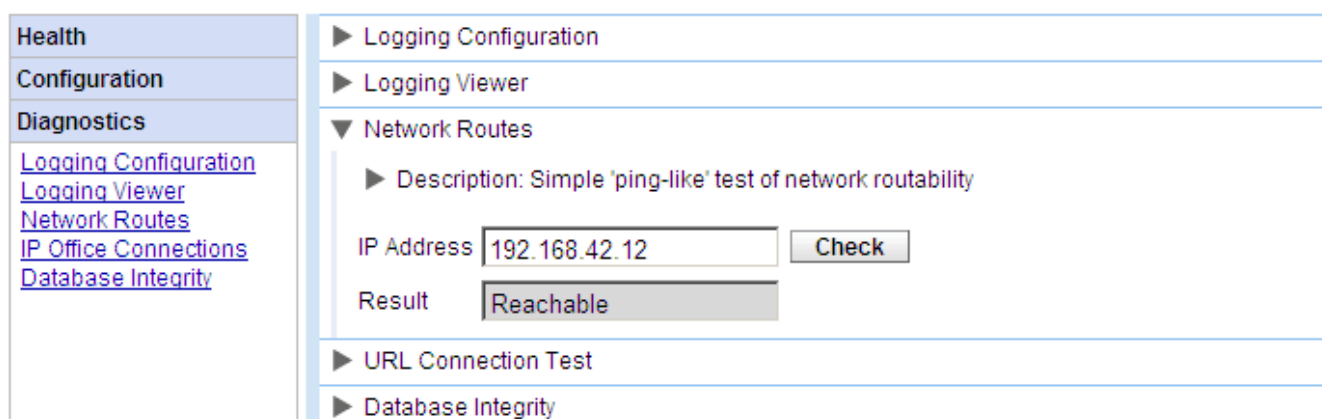 Health
Configuration
Diagnostics
Logging Configuration
Logging Viewer
Network Routes
IP Office Connections
Database Integrity
Logging Configuration
Logging Viewer
Network Routes
Description: Simple 'ping-like' test of network routability
IP Address 192.168.42.12 Check
Result Reachable
URL Connection Test
Database Integrity